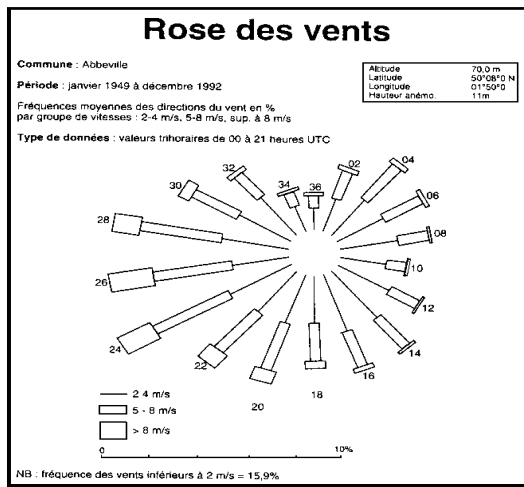 Rose des vents
Commune : Abbeville
Période : janvier 1949 à décembre 1992
Fréquences moyennes des directions du vent en %
par groupe de vitesses : 2-4 m/s, 5-8 m/s, sup. à 8 m/s
Type de données : valeurs trihoraires de 00 à 21 heures UTC
Altitude 70,0 m
Latitude 50°08°0 N
Longitude 01°50°0
Hauteur anémo. 11m
32 34 36 02 04
30 06
28 08
26 10
24 12
22 14
20 18 16
2 4 m/s
5 - 8 m/s
> 8 m/s
0 10%
NB : fréquence des vents inférieurs à 2 m/s = 15,9%